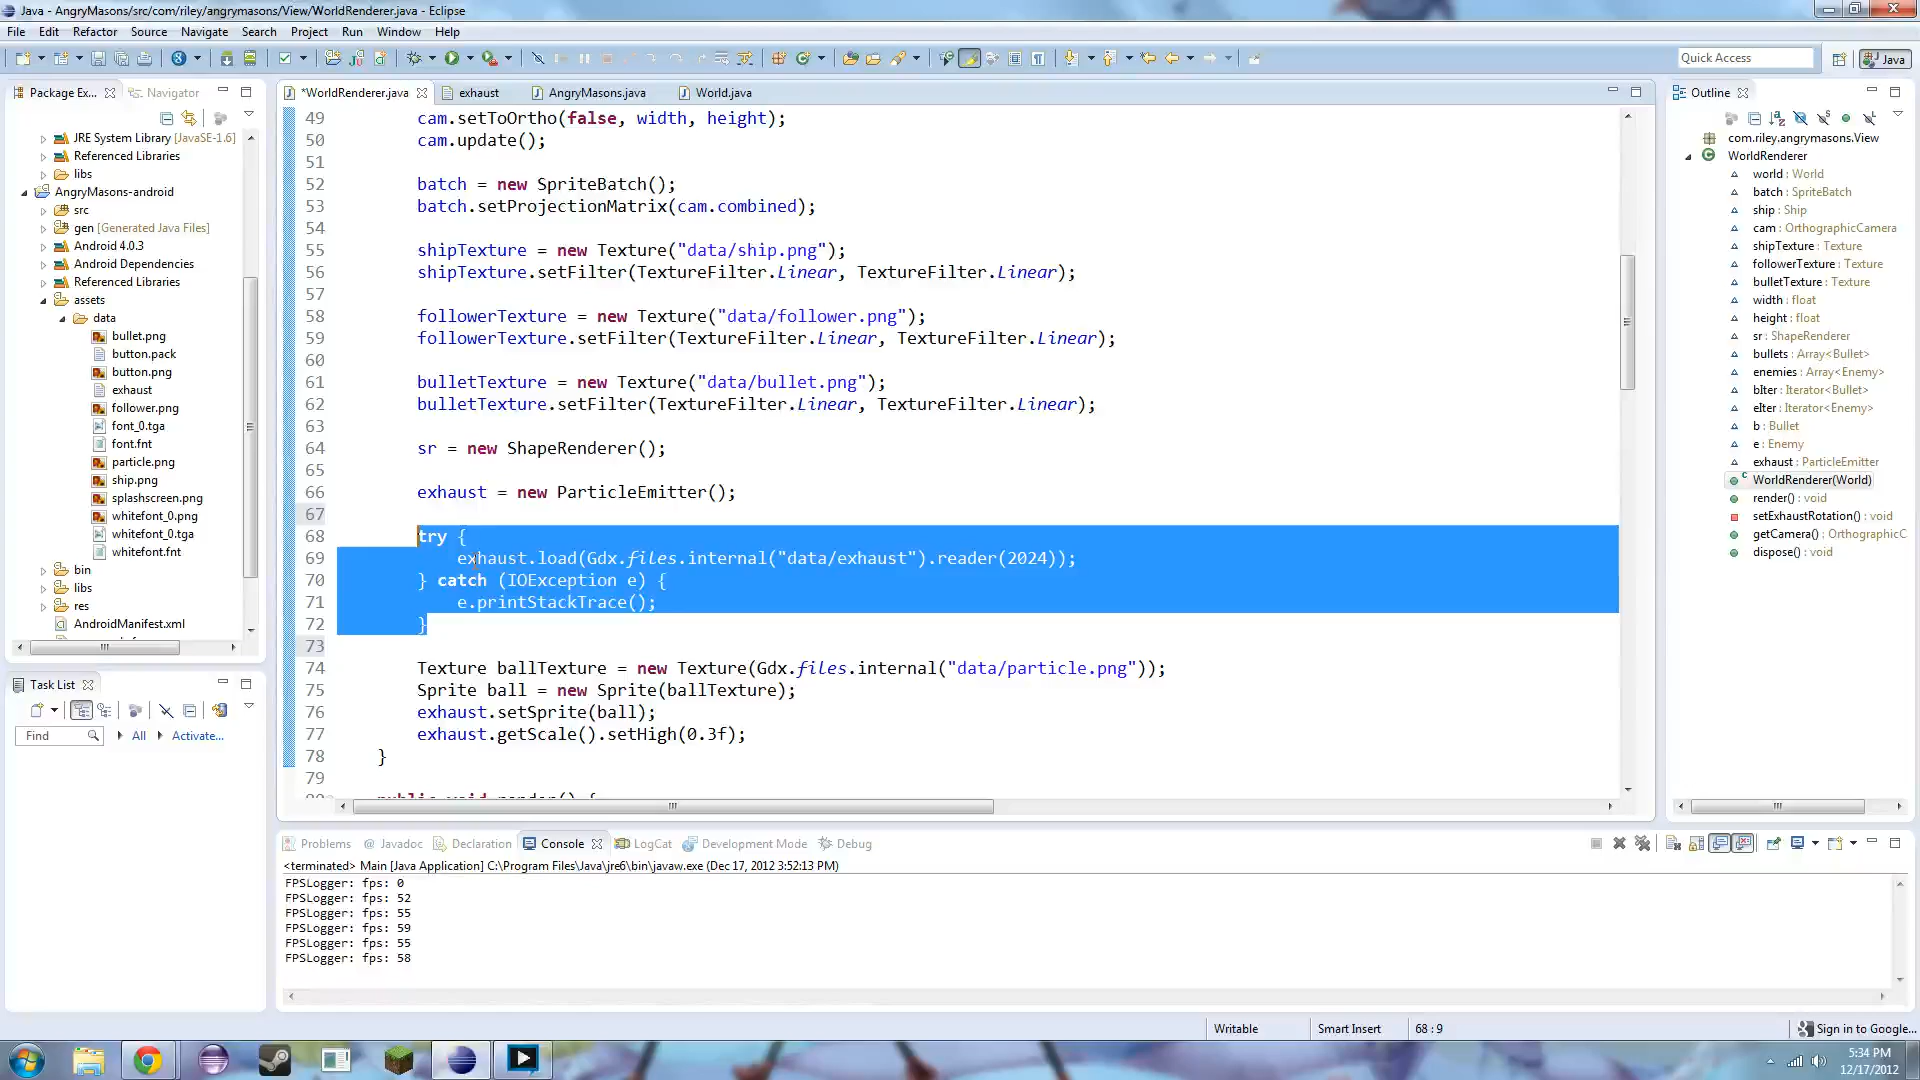 Java - AngryMasons/src/com/riley/angrymasons/View/WorldRenderer.java - Eclipse
File Edit Refactor Source Navigate Search Project Run Window Help
Quick Access
Java
Package Ex...
Navigator
JRE System Library [JavaSE-1.6]
Referenced Libraries
libs
AngryMasons-android
src
gen [Generated Java Files]
Android 4.0.3
Android Dependencies
Referenced Libraries
assets
data
bullet.png
button.pack
button.png
exhaust
follower.png
font_0.tga
font.fnt
particle.png
ship.png
splashscreen.png
whitefont_0.png
whitefont_0.tga
whitefont.fnt
bin
libs
res
AndroidManifest.xml
Task List
Find
All
Activate...
*WorldRenderer.java
exhaust
AngryMasons.java
World.java
49 cam.setToOrtho(false, width, height);
50 cam.update();
51
52 batch = new SpriteBatch();
53 batch.setProjectionMatrix(cam.combined);
54
55 shipTexture = new Texture("data/ship.png");
56 shipTexture.setFilter(TextureFilter.Linear, TextureFilter.Linear);
57
58 followerTexture = new Texture("data/follower.png");
59 followerTexture.setFilter(TextureFilter.Linear, TextureFilter.Linear);
60
61 bulletTexture = new Texture("data/bullet.png");
62 bulletTexture.setFilter(TextureFilter.Linear, TextureFilter.Linear);
63
64 sr = new ShapeRenderer();
65
66 exhaust = new ParticleEmitter();
67
68 try {
69 exhaust.load(Gdx.files.internal("data/exhaust").reader(2024));
70 } catch (IOException e) {
71 e.printStackTrace();
72 }
73
74 Texture ballTexture = new Texture(Gdx.files.internal("data/particle.png"));
75 Sprite ball = new Sprite(ballTexture);
76 exhaust.setSprite(ball);
77 exhaust.getScale().setHigh(0.3f);
78 }
79
80 public void render() {
Outline
com.riley.angrymasons.View
WorldRenderer
world : World
batch : SpriteBatch
ship : Ship
cam : OrthographicCamera
shipTexture : Texture
followerTexture : Texture
bulletTexture : Texture
width : float
height : float
sr : ShapeRenderer
bullets : Array<Bullet>
enemies : Array<Enemy>
bIter : Iterator<Bullet>
eIter : Iterator<Enemy>
b : Bullet
e : Enemy
exhaust : ParticleEmitter
WorldRenderer(World)
render() : void
setExhaustRotation() : void
getCamera() : OrthographicC
dispose() : void
Problems
@ Javadoc
Declaration
Console
LogCat
Development Mode
Debug
<terminated> Main [Java Application] C:\Program Files\Java\jre6\bin\javaw.exe (Dec 17, 2012 3:52:13 PM)
FPSLogger: fps: 0
FPSLogger: fps: 52
FPSLogger: fps: 55
FPSLogger: fps: 59
FPSLogger: fps: 55
FPSLogger: fps: 58
Writable
Smart Insert
68 : 9
Sign in to Google...
5:34 PM
12/17/2012